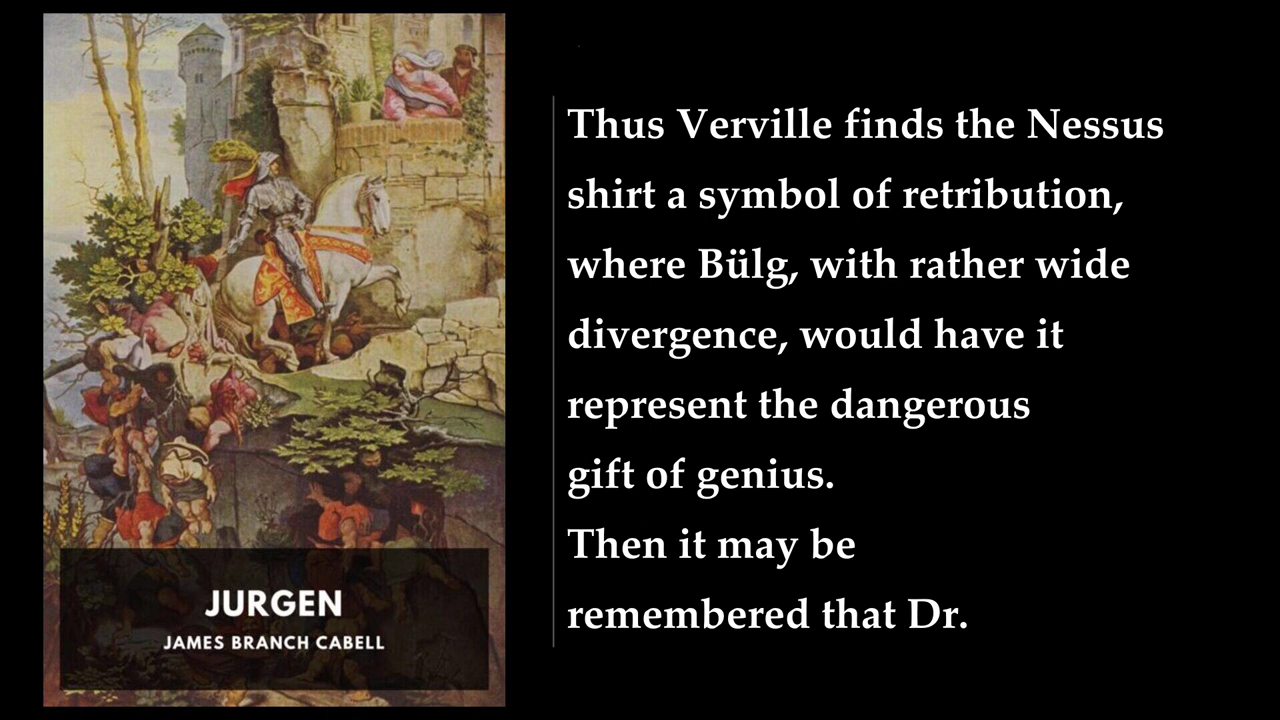 JURGEN
JAMES BRANCH CABELL
Thus Verville finds the Nessus
shirt a symbol of retribution,
where Bülg, with rather wide
divergence, would have it
represent the dangerous
gift of genius.
Then it may be
remembered that Dr.